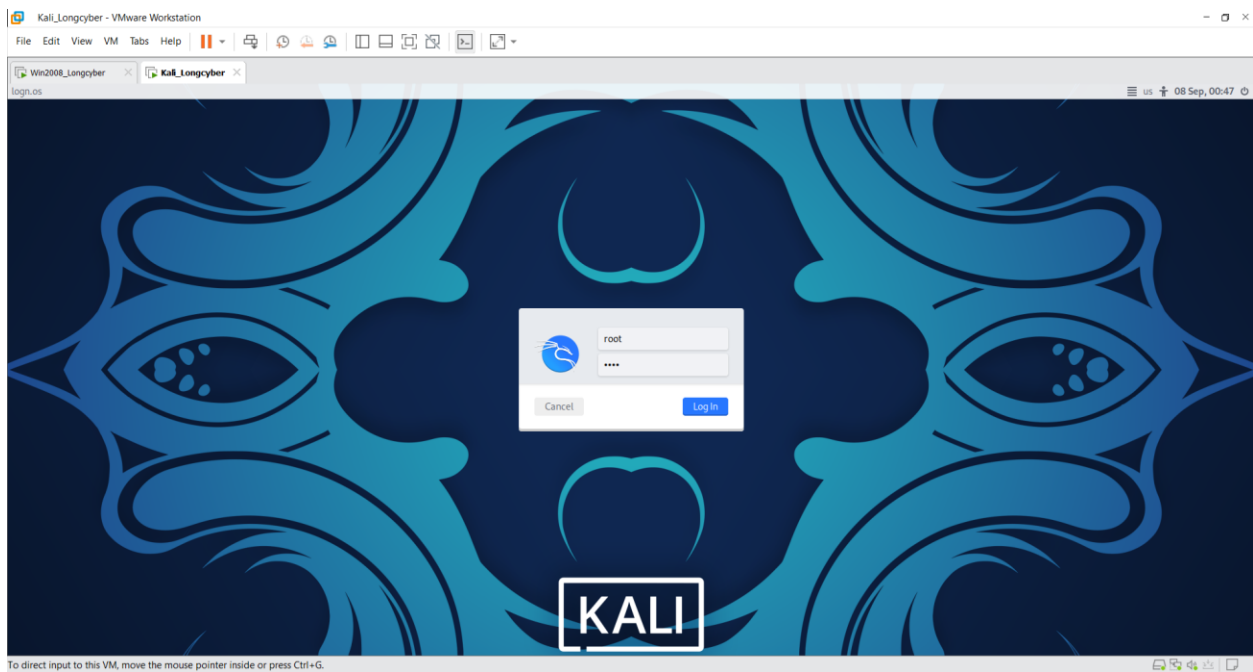 Kali_Longcyber - VMware Workstation
File Edit View VM Tabs Help
Win2008_Longcyber Kali_Longcyber
logn.os us 08 Sep, 00:47
root
••••
Cancel Log In
KALI
To direct input to this VM, move the mouse pointer inside or press Ctrl+G.